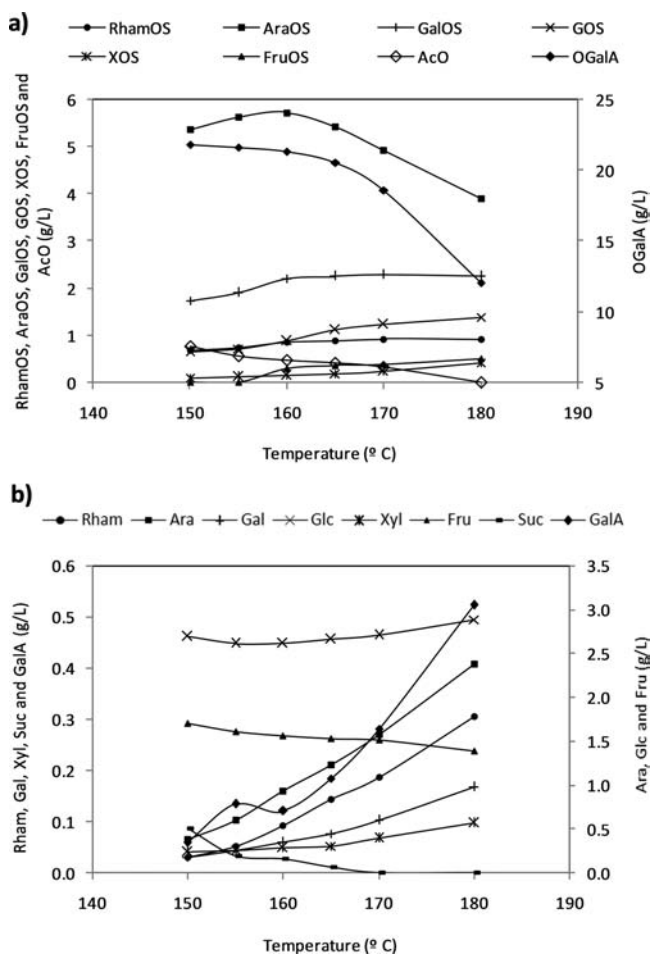 a)
RhamOS AraOS GalOS GOS
XOS FruOS AcO OGalA
RhamOS, AraOS, GalOS, GOS, XOS, FruOS and
AcO (g/L)
6
5
4
3
2
1
0
25
20
15
10
5
OGalA (g/L)
140 150 160 170 180 190
Temperature (º C)
b)
Rham Ara Gal Glc Xyl Fru Suc GalA
Rham, Gal, Xyl, Suc and GalA (g/L)
0.6
0.5
0.4
0.3
0.2
0.1
0.0
3.5
3.0
2.5
2.0
1.5
1.0
0.5
0.0
Ara, Glc and Fru (g/L)
140 150 160 170 180 190
Temperature (º C)